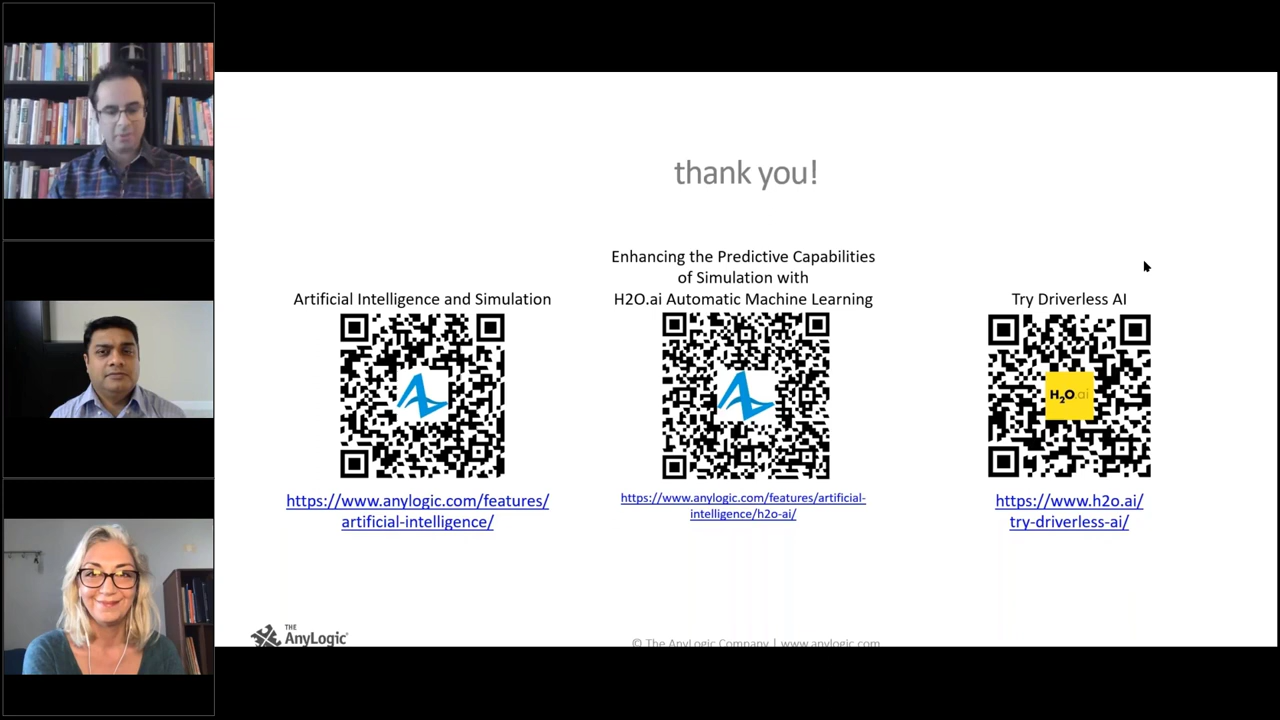 thank you!
Artificial Intelligence and Simulation
https://www.anylogic.com/features/
artificial-intelligence/
Enhancing the Predictive Capabilities
of Simulation with
H2O.ai Automatic Machine Learning
https://www.anylogic.com/features/artificial-
intelligence/h2o-ai/
Try Driverless AI
H2O.ai
https://www.h2o.ai/
try-driverless-ai/
THE
AnyLogic
© The AnyLogic Company | www.anylogic.com